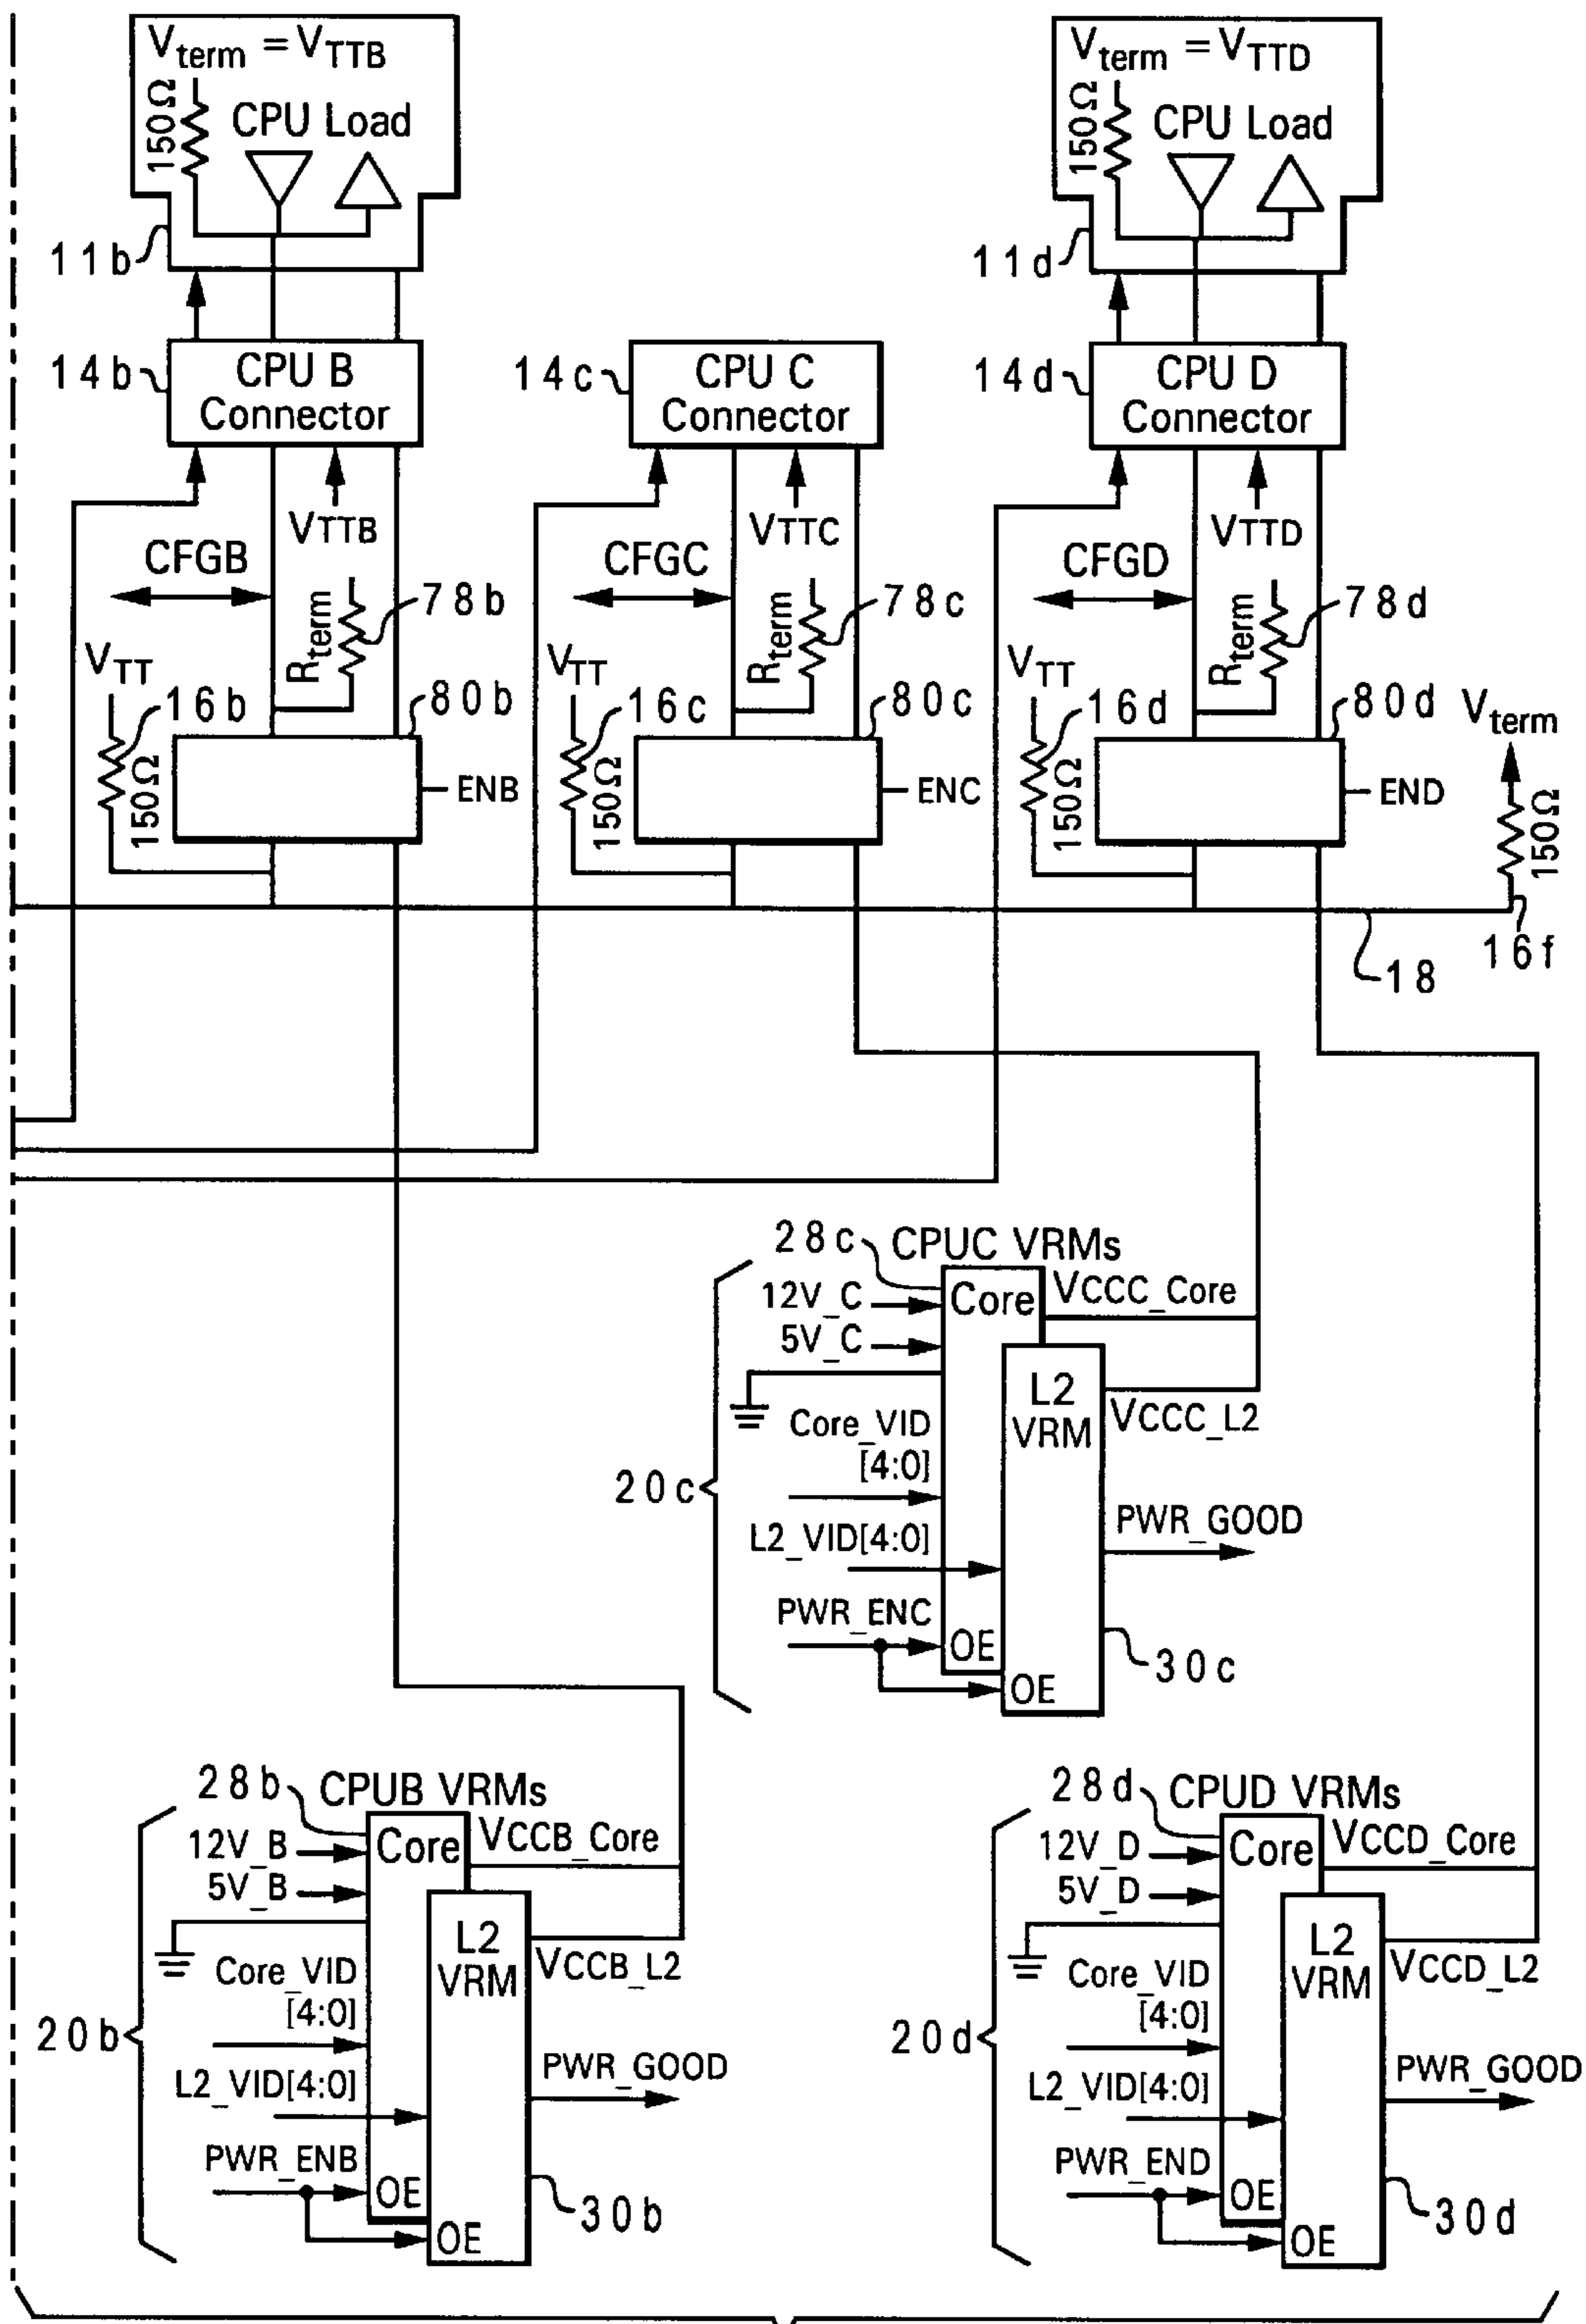 Vterm = VTTB
150Ω
CPU Load
11b
Vterm = VTTD
150Ω
CPU Load
11d
14b
CPU B
Connector
14c
CPU C
Connector
14d
CPU D
Connector
VTTB
CFGB
Rterm
78b
VTT
16b
150Ω
80b
ENB
VTTC
CFGC
Rterm
78c
VTT
16c
150Ω
80c
ENC
VTTD
CFGD
Rterm
78d
VTT
16d
150Ω
80d
END
Vterm
150Ω
16f
18
28c
CPUC VRMs
12V_C
5V_C
Core
VCCC_Core
L2
VRM
VCCC_L2
Core_VID
[4:0]
20c
L2_VID[4:0]
PWR_GOOD
PWR_ENC
OE
OE
30c
28b
CPUB VRMs
12V_B
5V_B
Core
VCCB_Core
L2
VRM
VCCB_L2
Core_VID
[4:0]
20b
L2_VID[4:0]
PWR_GOOD
PWR_ENB
OE
OE
30b
28d
CPUD VRMs
12V_D
5V_D
Core
VCCD_Core
L2
VRM
VCCD_L2
Core_VID
[4:0]
20d
L2_VID[4:0]
PWR_GOOD
PWR_END
OE
OE
30d